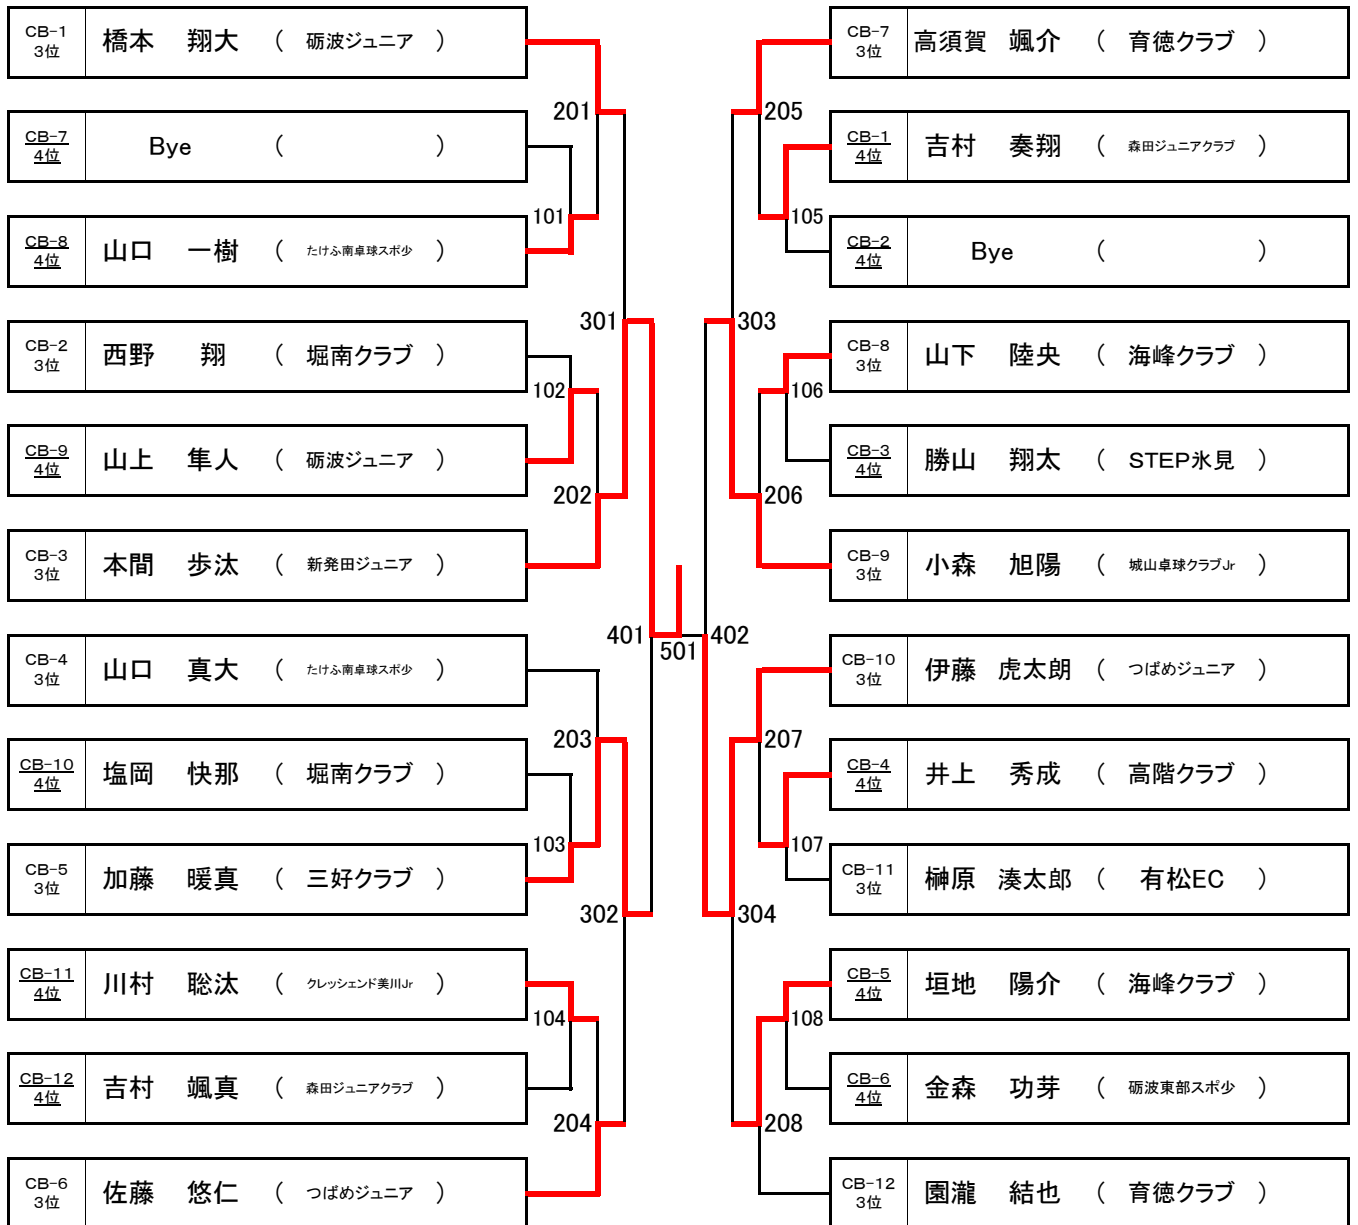 CB-1 3位 橋本 翔大 ( 砺波ジュニア )
CB-7 4位 Bye ( )
CB-8 4位 山口 一樹 ( たけふ南卓球スポ少 )
CB-2 3位 西野 翔 ( 堀南クラブ )
CB-9 4位 山上 隼人 ( 砺波ジュニア )
CB-3 3位 本間 歩汰 ( 新発田ジュニア )
CB-4 3位 山口 真大 ( たけふ南卓球スポ少 )
CB-10 4位 塩岡 快那 ( 堀南クラブ )
CB-5 3位 加藤 暖真 ( 三好クラブ )
CB-11 4位 川村 聡汰 ( クレッシェンド美川Jr )
CB-12 4位 吉村 颯真 ( 森田ジュニアクラブ )
CB-6 3位 佐藤 悠仁 ( つばめジュニア )
201
101
301
102
202
401
203
103
302
104
204
501
205
105
303
106
206
402
207
107
304
108
208
CB-7 3位 高須賀 颯介 ( 育徳クラブ )
CB-1 4位 吉村 奏翔 ( 森田ジュニアクラブ )
CB-2 4位 Bye ( )
CB-8 3位 山下 陸央 ( 海峰クラブ )
CB-3 4位 勝山 翔太 ( STEP氷見 )
CB-9 3位 小森 旭陽 ( 城山卓球クラブJr )
CB-10 3位 伊藤 虎太朗 ( つばめジュニア )
CB-4 4位 井上 秀成 ( 高階クラブ )
CB-11 3位 榊原 湊太郎 ( 有松EC )
CB-5 4位 垣地 陽介 ( 海峰クラブ )
CB-6 4位 金森 功芽 ( 砺波東部スポ少 )
CB-12 3位 園瀧 結也 ( 育徳クラブ )